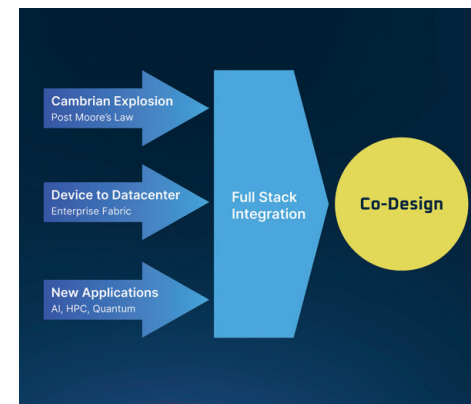 Cambrian Explosion
Post Moore's Law
Device to Datacenter
Enterprise Fabric
New Applications
AI, HPC, Quantum
Full Stack
Integration
Co-Design